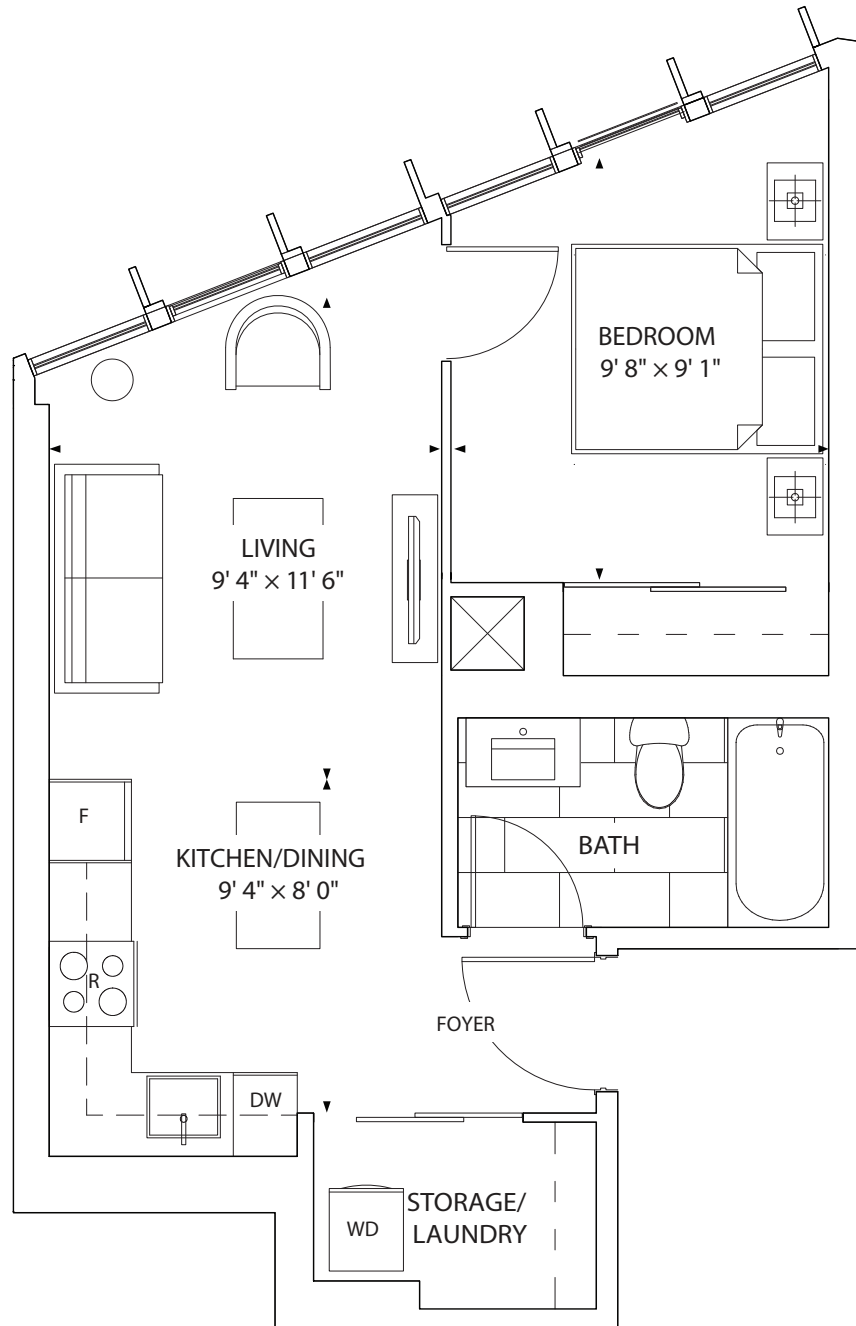 BEDROOM
9' 8" × 9' 1"
LIVING
9' 4" × 11' 6"
F
KITCHEN/DINING
9' 4" × 8' 0"
BATH
R
FOYER
DW
STORAGE/
LAUNDRY
WD